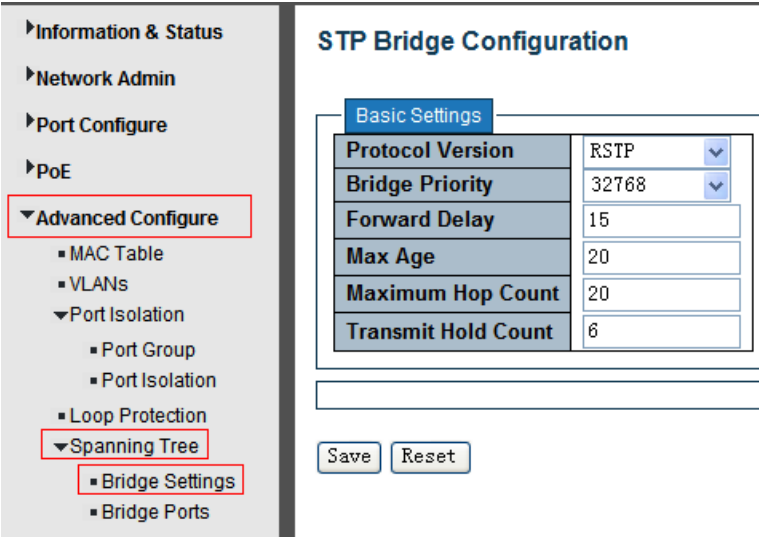 Information & Status
Network Admin
Port Configure
PoE
Advanced Configure
MAC Table
VLANs
Port Isolation
Port Group
Port Isolation
Loop Protection
Spanning Tree
Bridge Settings
Bridge Ports
STP Bridge Configuration
Basic Settings
Protocol Version RSTP
Bridge Priority 32768
Forward Delay 15
Max Age 20
Maximum Hop Count 20
Transmit Hold Count 6
Save Reset